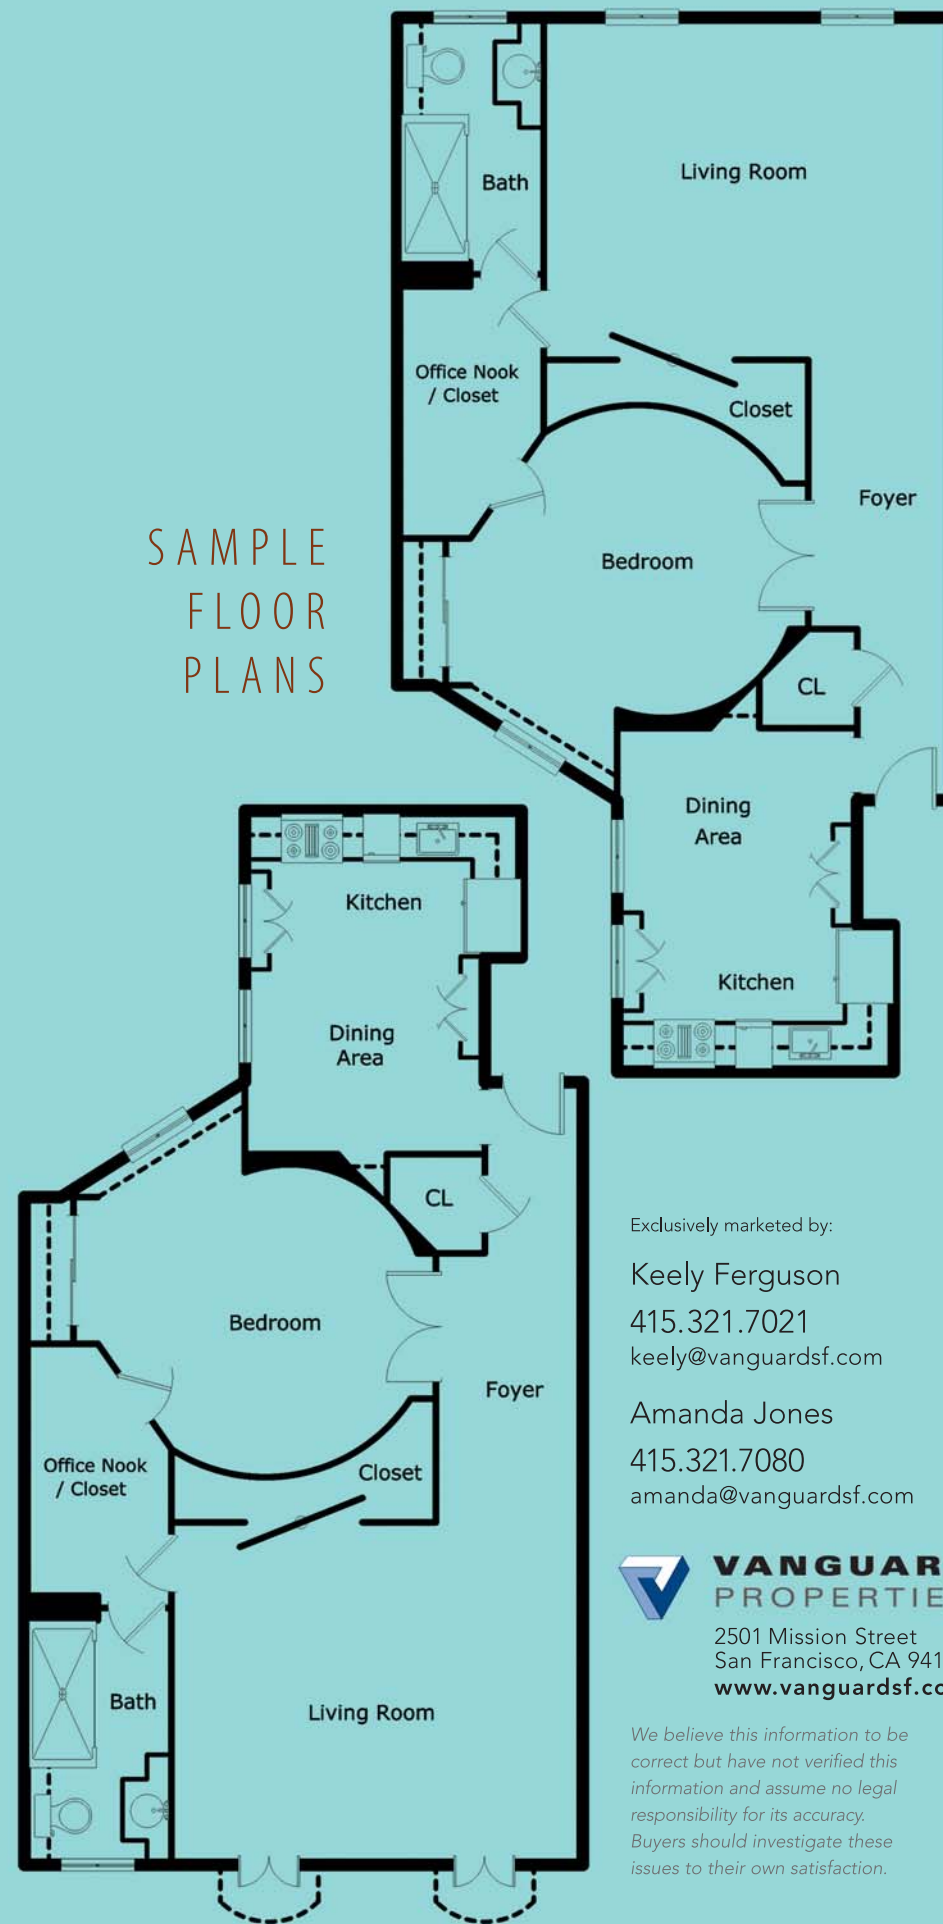 Bath
Living Room
Office Nook
/ Closet
Closet
Foyer
Bedroom
CL
Dining
Area
Kitchen
SAMPLE
FLOOR
PLANS
Kitchen
Dining
Area
CL
Bedroom
Foyer
Office Nook
/ Closet
Closet
Bath
Living Room
Exclusively marketed by:
Keely Ferguson
415.321.7021
keely@vanguardsf.com
Amanda Jones
415.321.7080
amanda@vanguardsf.com
VANGUAR
PROPERTIE
2501 Mission Street
San Francisco, CA 941
www.vanguardsf.co
We believe this information to be
correct but have not verified this
information and assume no legal
responsibility for its accuracy.
Buyers should investigate these
issues to their own satisfaction.